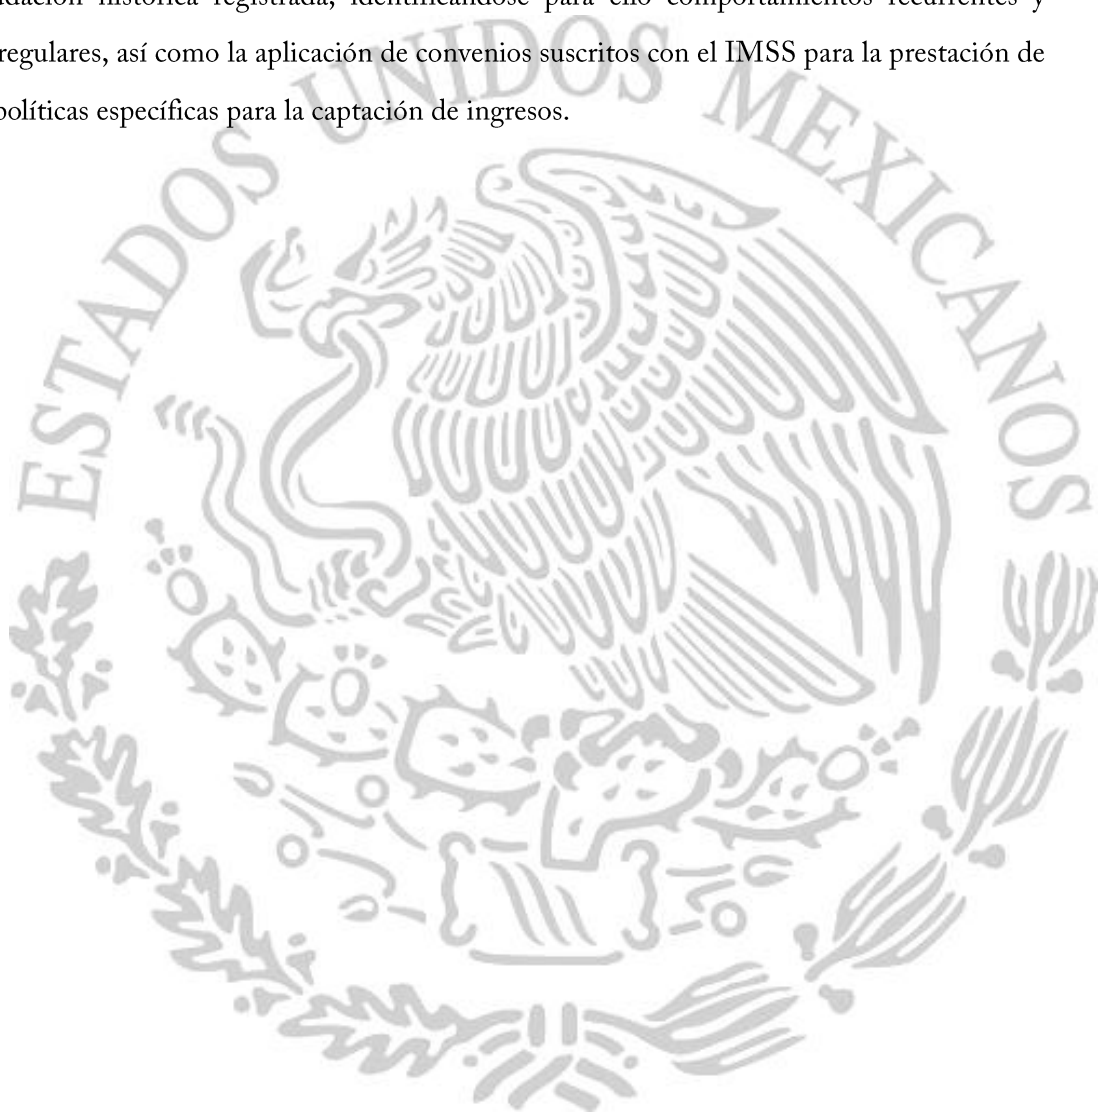 histórica registrada, identificándose para ello comportamientos recurrentes y
regulares, así como la aplicación de convenios suscritos con el IMSS para la prestación de
políticas específicas para la captación de ingresos.
ESTADOS UNIDOS MEXICANOS